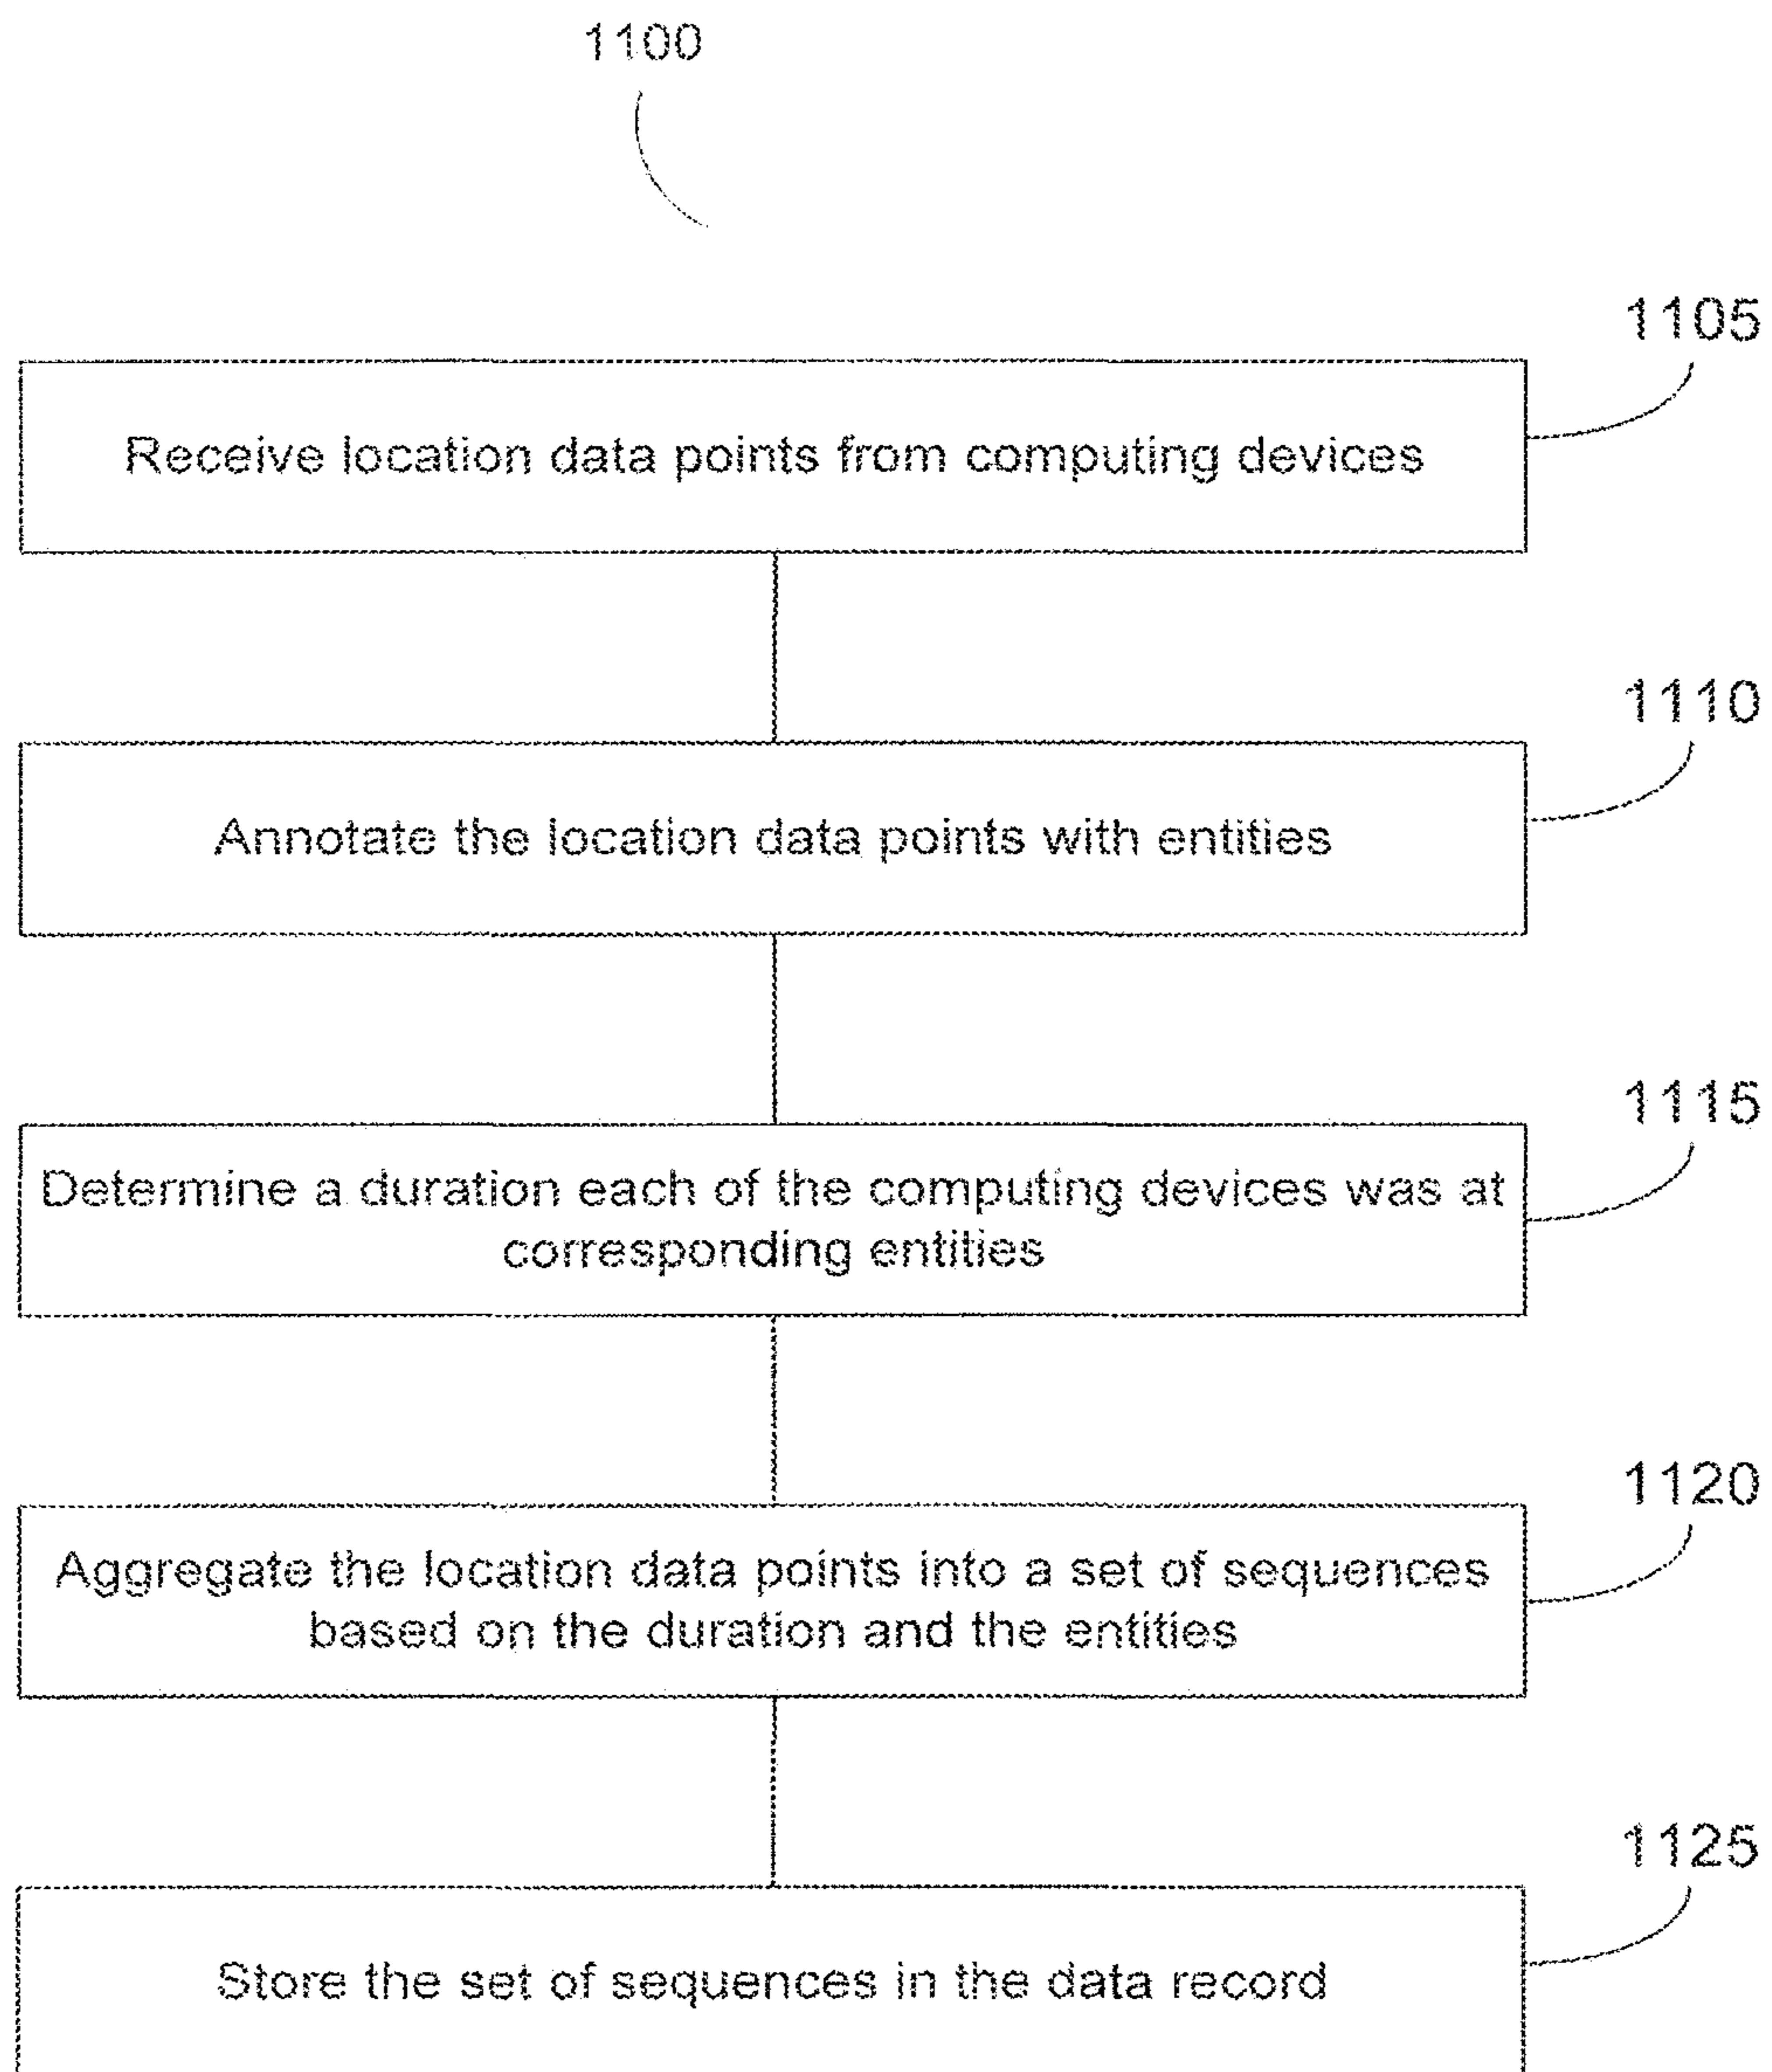 1100
1105
Receive location data points from computing devices
1110
Annotate the location data points with entities
1115
Determine a duration each of the computing devices was at
corresponding entities
1120
Aggregate the location data points into a set of sequences
based on the duration and the entities
1125
Store the set of sequences in the data record